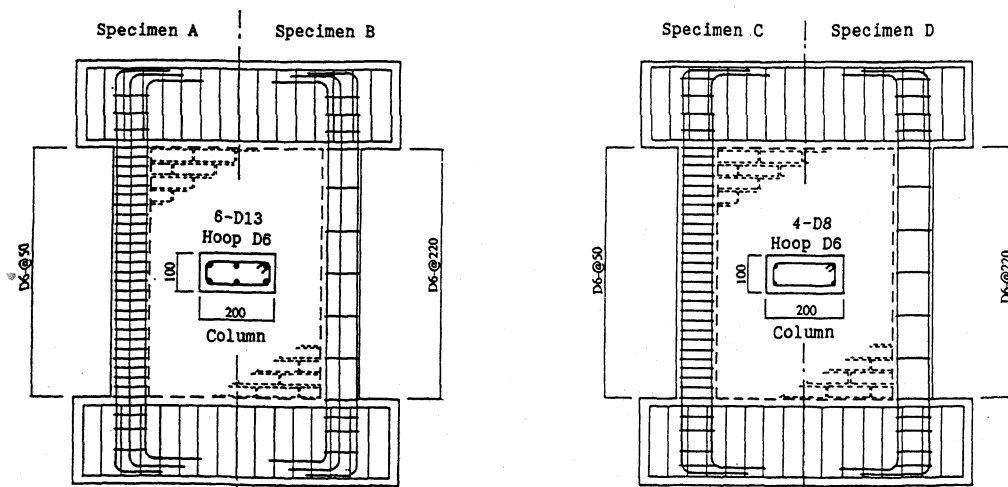 Specimen A
Specimen B
D6-@50
6-D13
Hoop D6
100
200
Column
D6-@220
Specimen C
Specimen D
D6-@50
4-D8
Hoop D6
100
200
Column
D6-@220